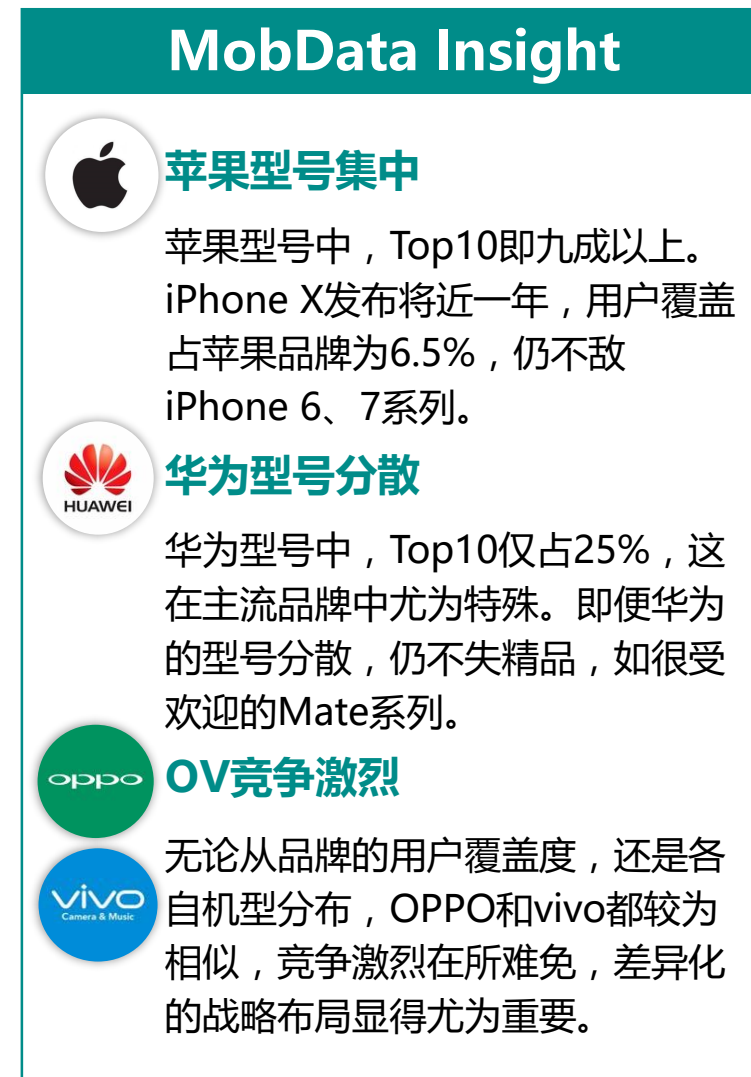 MobData Insight
苹果型号集中
苹果型号中，Top10即九成以上。
iPhone X发布将近一年，用户覆盖
占苹果品牌为6.5%，仍不敌
iPhone 6、7系列。
HUAWEI
华为型号分散
华为型号中，Top10仅占25%，这
在主流品牌中尤为特殊。即便华为
的型号分散，仍不失精品，如很受
欢迎的Mate系列。
oppo
OV竞争激烈
vivo
Camera & Music
无论从品牌的用户覆盖度，还是各
自机型分布，OPPO和vivo都较为
相似，竞争激烈在所难免，差异化
的战略布局显得尤为重要。